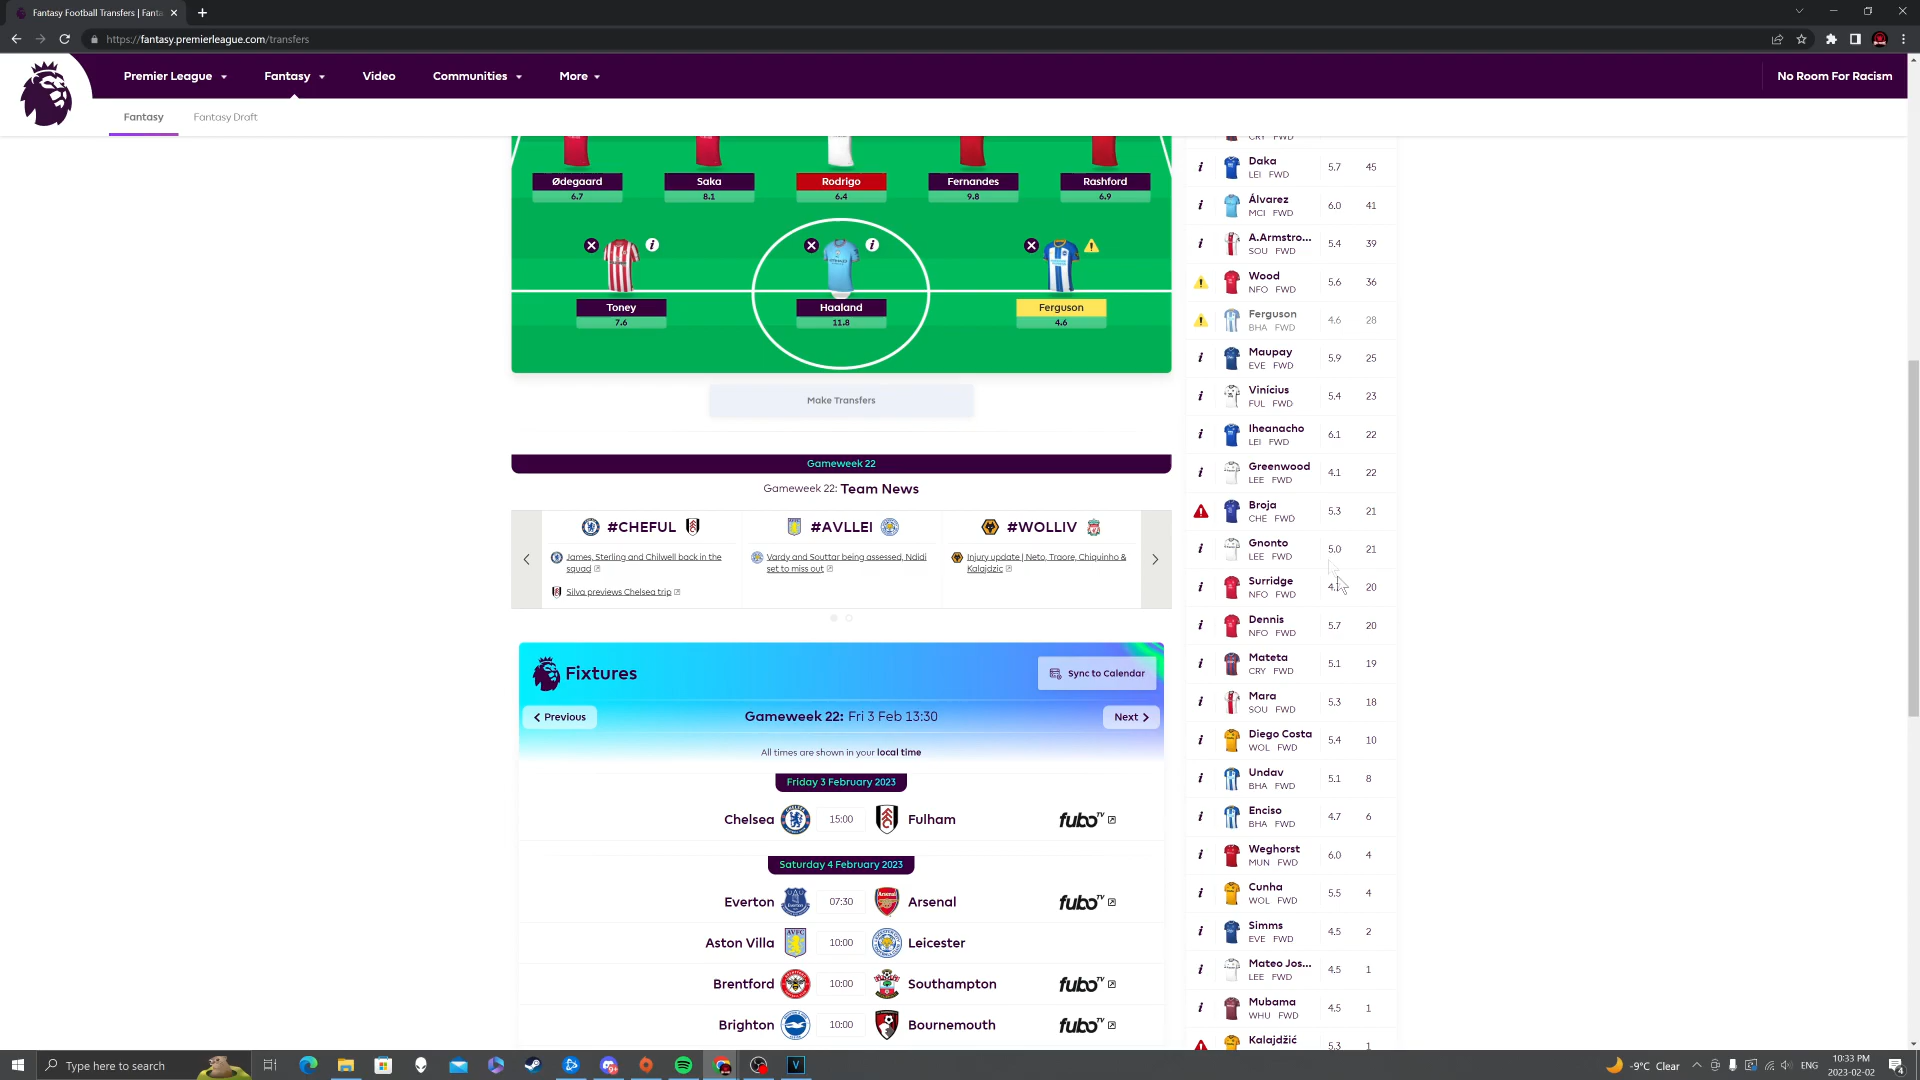 Fantasy Football Transfers | Fanta
https://fantasy.premierleague.com/transfers
Premier League
Fantasy
Video
Communities
More
No Room For Racism
Fantasy
Fantasy Draft
Ødegaard
Saka
Rodrigo
Fernandes
Rashford
6.7
8.1
6.4
9.8
6.9
Toney
Haaland
Ferguson
7.6
11.8
4.6
Make Transfers
Gameweek 22
Gameweek 22: Team News
#CHEFUL
James, Sterling and Chilwell back in the
squad
Silva previews Chelsea trip
#AVLLEI
Vardy and Souttar being assessed, Ndidi
set to miss out
#WOLLIV
Injury update | Neto, Traore, Chiquinho &
Kalajdzic
Fixtures
Sync to Calendar
Previous
Gameweek 22: Fri 3 Feb 13:30
Next
All times are shown in your local time
Friday 3 February 2023
Chelsea 15:00 Fulham fuboTV
Saturday 4 February 2023
Everton 07:30 Arsenal fuboTV
Aston Villa 10:00 Leicester
Brentford 10:00 Southampton fuboTV
Brighton 10:00 Bournemouth fuboTV
CRY FWD
Daka 5.7 45
LEI FWD
Álvarez 6.0 41
MCI FWD
A.Armstro... 5.4 39
SOU FWD
Wood 5.6 36
NFO FWD
Ferguson 4.6 28
BHA FWD
Maupay 5.9 25
EVE FWD
Vinícius 5.4 23
FUL FWD
Iheanacho 6.1 22
LEI FWD
Greenwood 4.1 22
LEE FWD
Broja 5.3 21
CHE FWD
Gnonto 5.0 21
LEE FWD
Surridge 20
NFO FWD
Dennis 5.7 20
NFO FWD
Mateta 5.1 19
CRY FWD
Mara 5.3 18
SOU FWD
Diego Costa 5.4 10
WOL FWD
Undav 5.1 8
BHA FWD
Enciso 4.7 6
BHA FWD
Weghorst 6.0 4
MUN FWD
Cunha 5.5 4
WOL FWD
Simms 4.5 2
EVE FWD
Mateo Jos... 4.5 1
LEE FWD
Mubama 4.5 1
WHU FWD
Kalajdžić 5.3 1
Type here to search
-9°C Clear
ENG
10:33 PM
2023-02-02